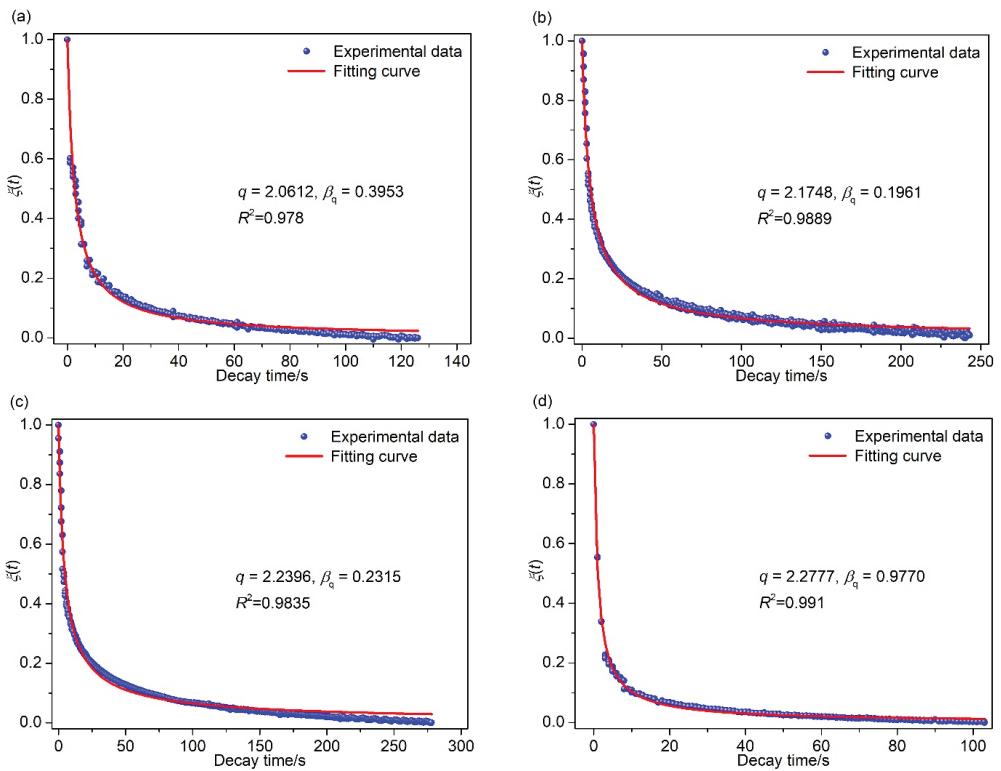 (a)
1.0
0.8
0.6
0.4
0.2
0.0
ξ(t)
Experimental data
Fitting curve
q = 2.0612, βq = 0.3953
R²=0.978
0 20 40 60 80 100 120 140
Decay time/s
(b)
1.0
0.8
0.6
0.4
0.2
0.0
ξ(t)
Experimental data
Fitting curve
q = 2.1748, βq = 0.1961
R²=0.9889
0 50 100 150 200 250
Decay time/s
(c)
1.0
0.8
0.6
0.4
0.2
0.0
ξ(t)
Experimental data
Fitting curve
q = 2.2396, βq = 0.2315
R²=0.9835
0 50 100 150 200 250 300
Decay time/s
(d)
1.0
0.8
0.6
0.4
0.2
0.0
ξ(t)
Experimental data
Fitting curve
q = 2.2777, βq = 0.9770
R²=0.991
0 20 40 60 80 100
Decay time/s